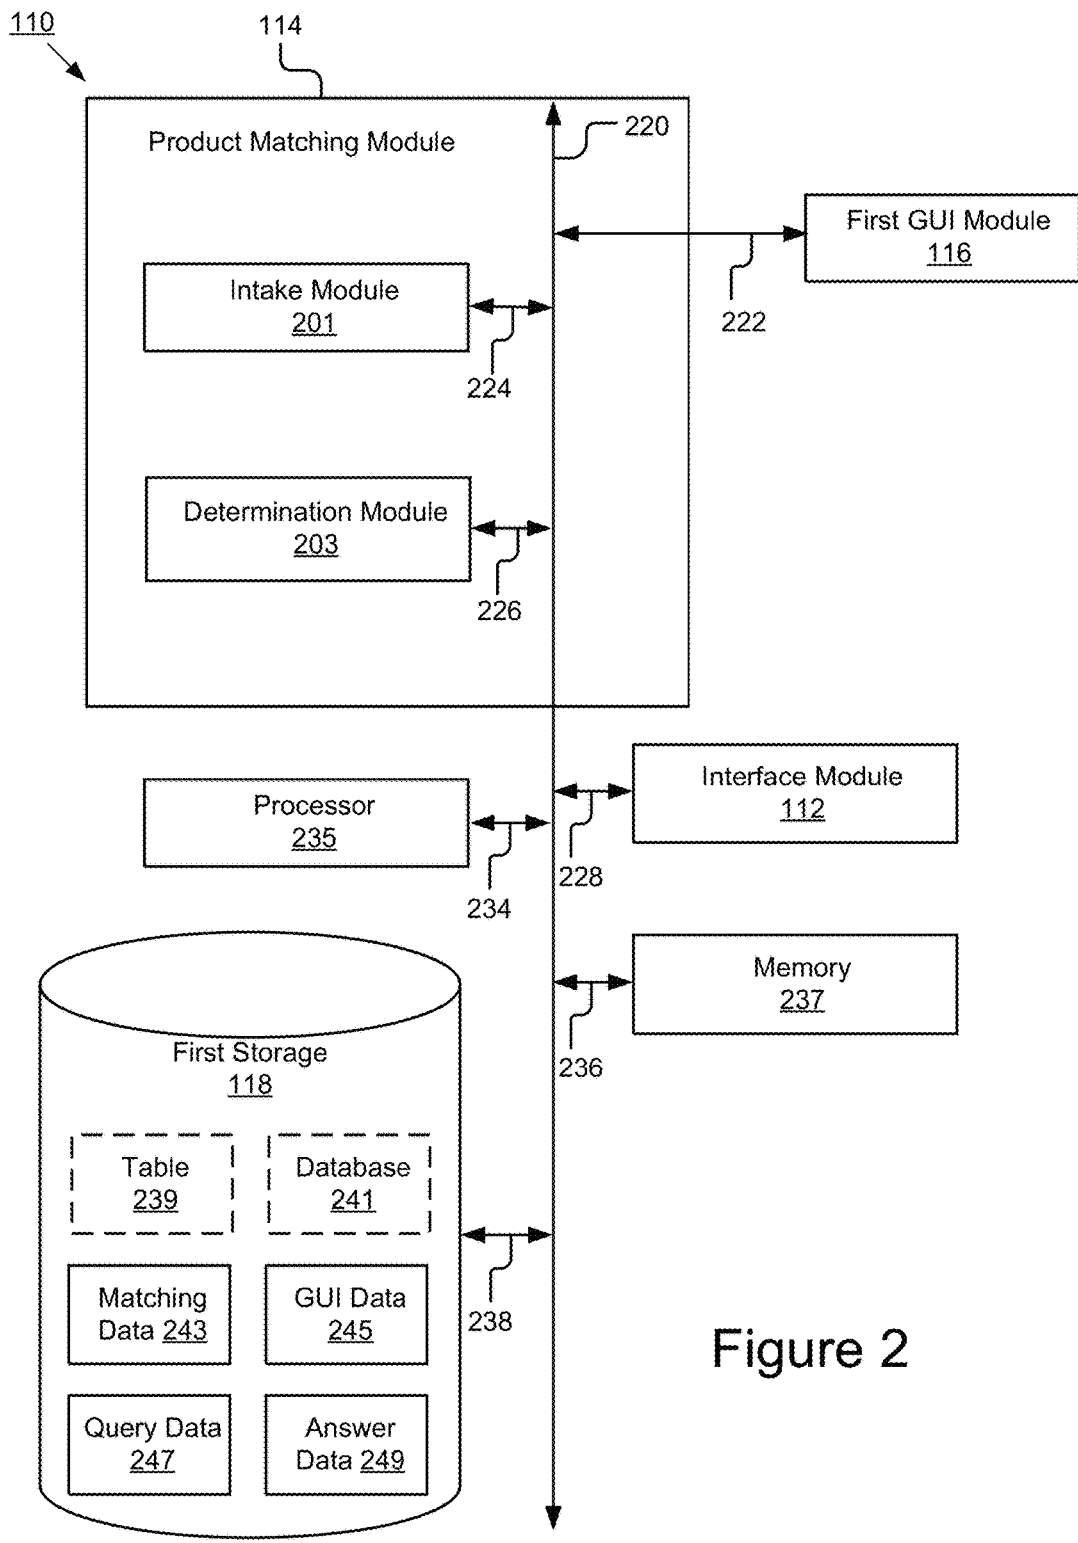 110
114
Product Matching Module
220
First GUI Module
116
222
Intake Module
201
224
Determination Module
203
226
Interface Module
112
228
Processor
235
234
Memory
237
236
First Storage
118
Table
239
Database
241
238
Matching
Data 243
GUI Data
245
Query Data
247
Answer
Data 249
Figure 2